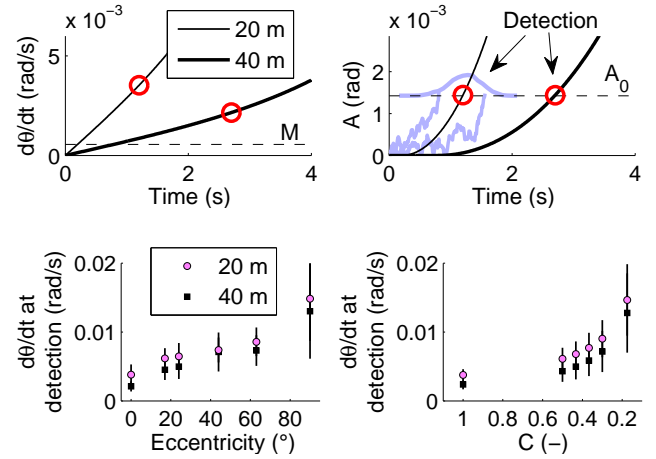 x 10⁻³
5
0
dθ/dt (rad/s)
20 m
40 m
M
0
2
4
Time (s)
x 10⁻³
Detection
2
1
0
A (rad)
A₀
0
2
4
Time (s)
0.02
0.01
0
dθ/dt at
detection (rad/s)
20 m
40 m
0
20
40
60
80
Eccentricity (°)
0.02
0.01
0
dθ/dt at
detection (rad/s)
1
0.8
0.6
0.4
0.2
C (−)